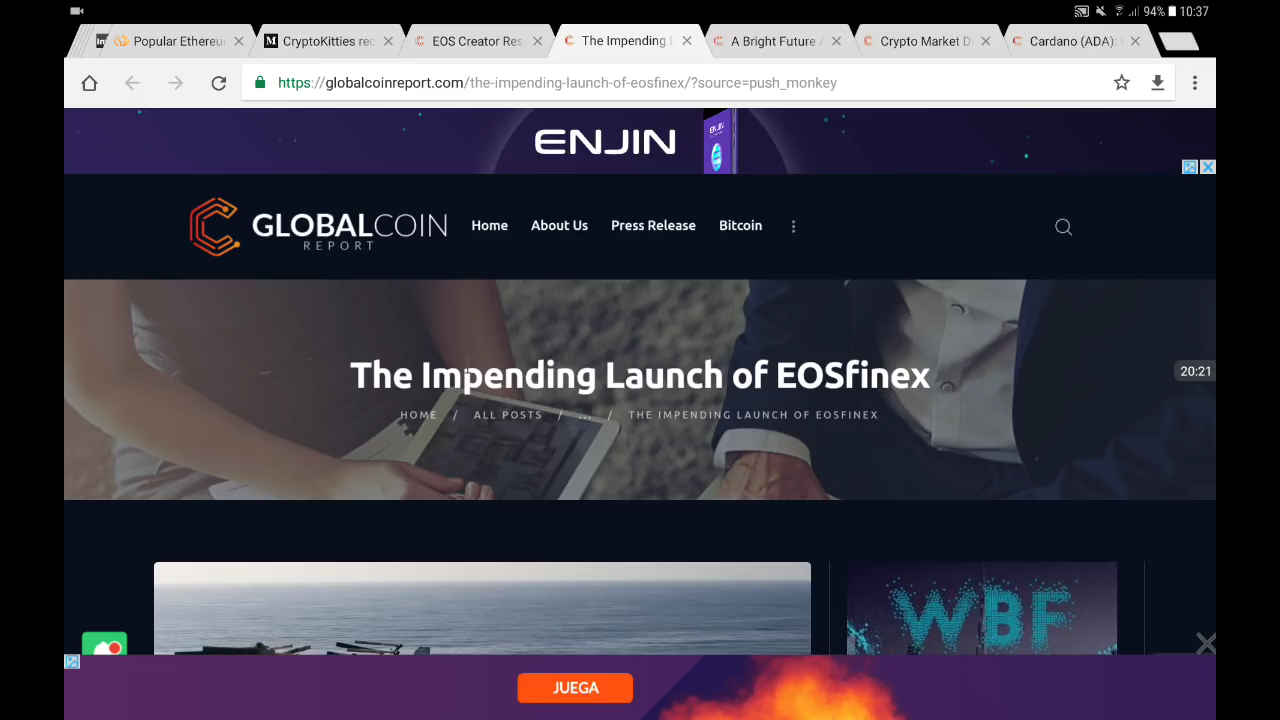 94% 10:37
Popular Ethereu
M CryptoKitties rec
EOS Creator Res
The Impending L
A Bright Future
Crypto Market D
Cardano (ADA):
https://globalcoinreport.com/the-impending-launch-of-eosfinex/?source=push_monkey
ENJIN
ENJIN
GLOBALCOIN
REPORT
Home About Us Press Release Bitcoin
The Impending Launch of EOSfinex
HOME / ALL POSTS / ... / THE IMPENDING LAUNCH OF EOSFINEX
20:21
WBF
JUEGA